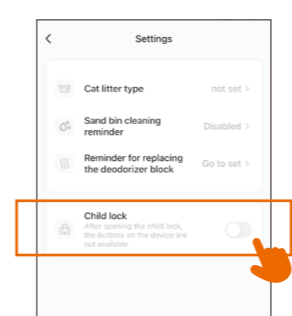 Settings
Cat litter type
not set >
Sand bin cleaning
reminder
Disabled >
Reminder for replacing
the deodorizer block
Go to set >
Child lock
After opening the child lock,
the buttons on the device are
not available